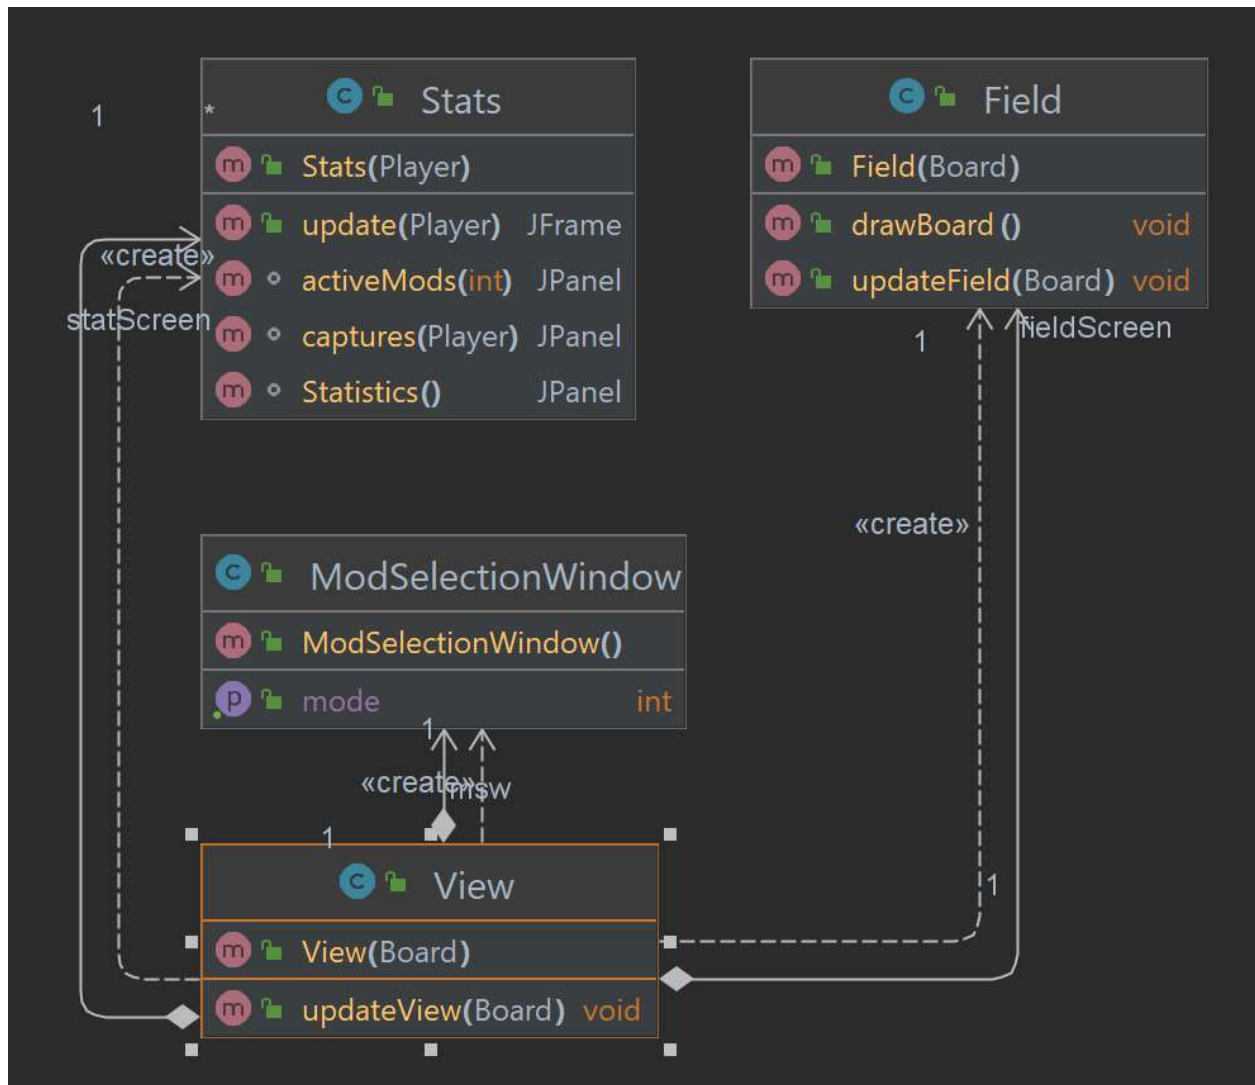 Stats
1 *
Stats(Player)
update(Player) JFrame
«create»
activeMods(int) JPanel
statScreen
captures(Player) JPanel
Statistics() JPanel
Field
Field(Board)
drawBoard() void
updateField(Board) void
1
fieldScreen
«create»
1
ModSelectionWindow
ModSelectionWindow()
mode int
1
«create»
msw
1
View
View(Board)
updateView(Board) void